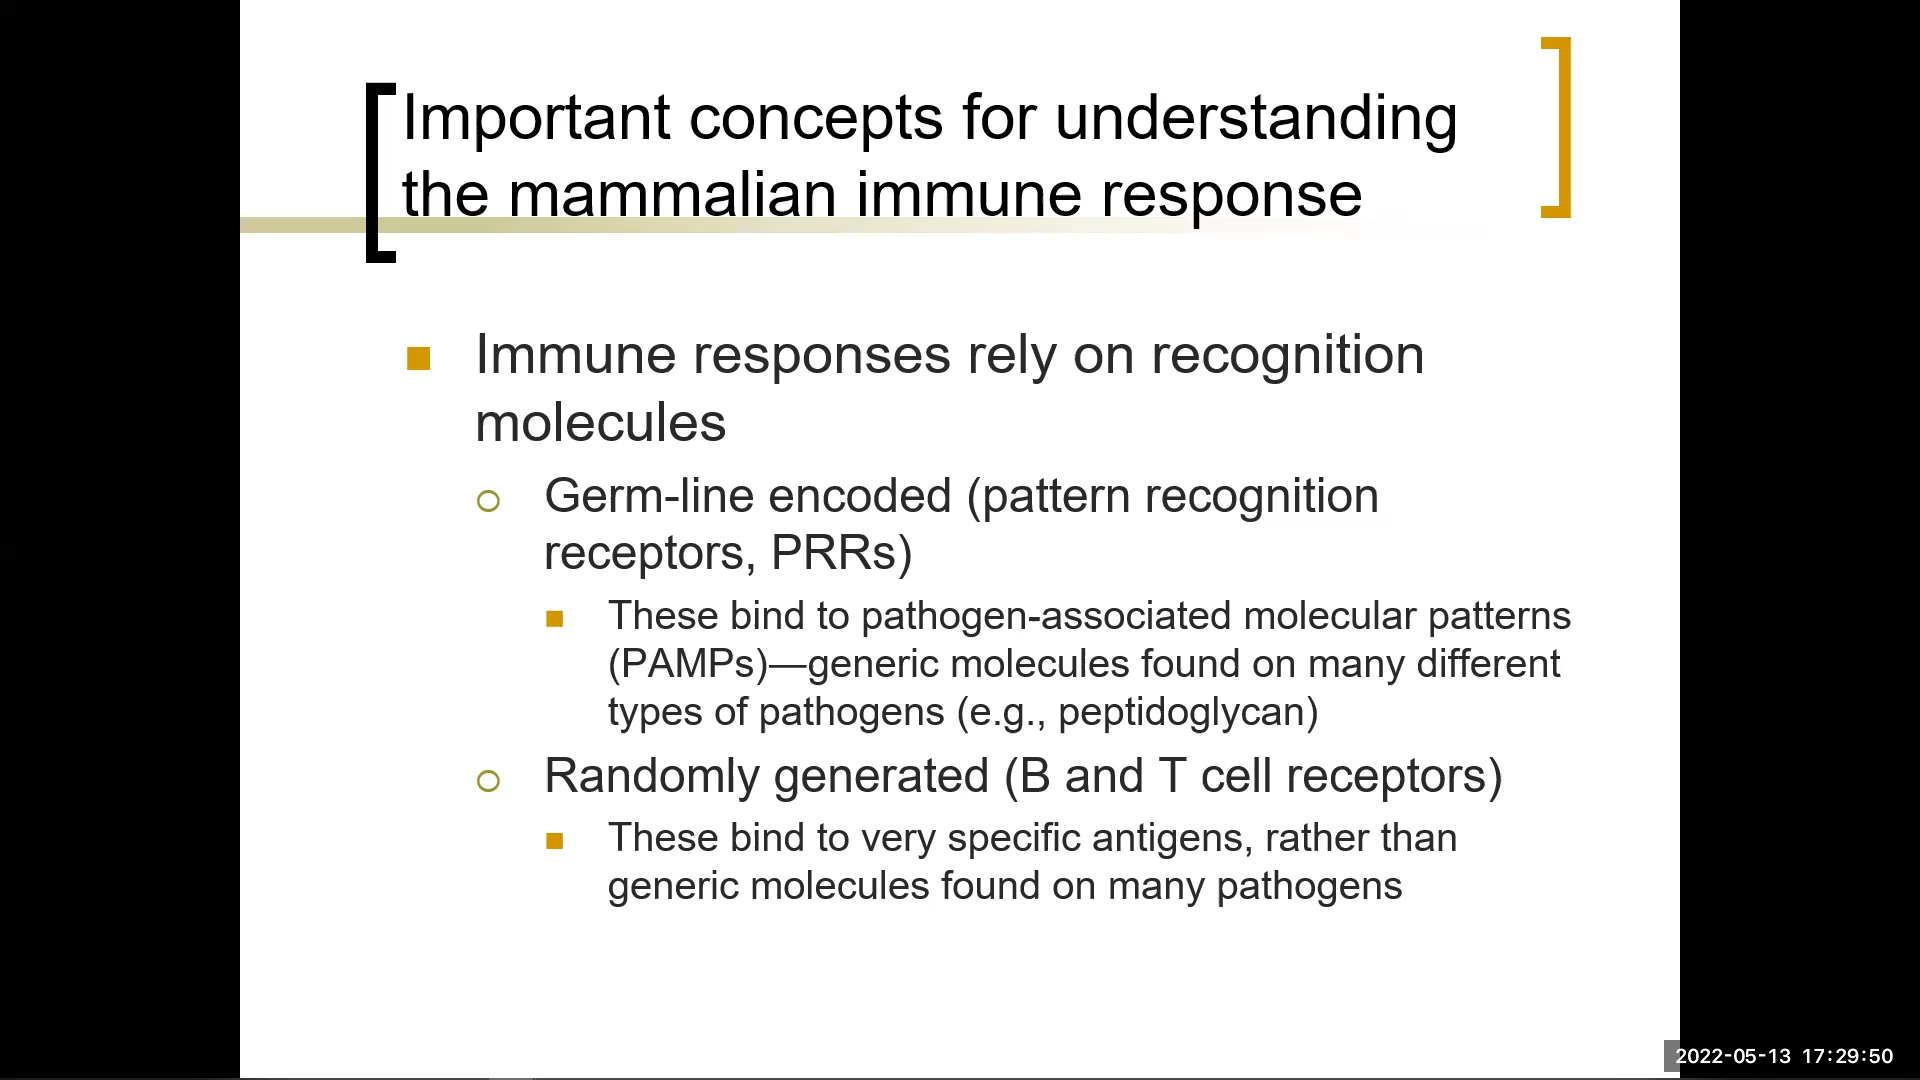 Important concepts for understanding
the mammalian immune response
Immune responses rely on recognition
molecules
Germ-line encoded (pattern recognition
receptors, PRRs)
These bind to pathogen-associated molecular patterns
(PAMPs)—generic molecules found on many different
types of pathogens (e.g., peptidoglycan)
Randomly generated (B and T cell receptors)
These bind to very specific antigens, rather than
generic molecules found on many pathogens
2022-05-13 17:29:50